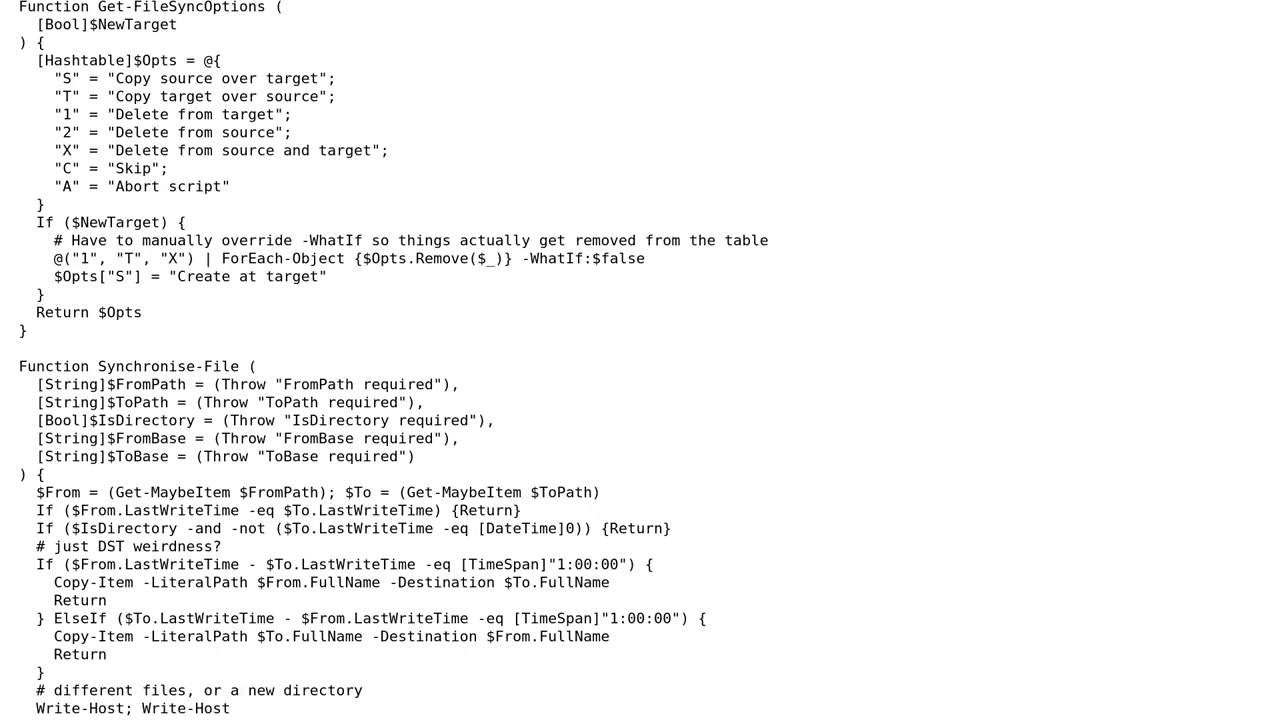 Function Get-FileSyncOptions (
  [Bool]$NewTarget
) {
  [Hashtable]$Opts = @{
    "S" = "Copy source over target";
    "T" = "Copy target over source";
    "1" = "Delete from target";
    "2" = "Delete from source";
    "X" = "Delete from source and target";
    "C" = "Skip";
    "A" = "Abort script"
  }
  If ($NewTarget) {
    # Have to manually override -WhatIf so things actually get removed from the table
    @("1", "T", "X") | ForEach-Object {$Opts.Remove($_)} -WhatIf:$false
    $Opts["S"] = "Create at target"
  }
  Return $Opts
}

Function Synchronise-File (
  [String]$FromPath = (Throw "FromPath required"),
  [String]$ToPath = (Throw "ToPath required"),
  [Bool]$IsDirectory = (Throw "IsDirectory required"),
  [String]$FromBase = (Throw "FromBase required"),
  [String]$ToBase = (Throw "ToBase required")
) {
  $From = (Get-MaybeItem $FromPath); $To = (Get-MaybeItem $ToPath)
  If ($From.LastWriteTime -eq $To.LastWriteTime) {Return}
  If ($IsDirectory -and -not ($To.LastWriteTime -eq [DateTime]0)) {Return}
  # just DST weirdness?
  If ($From.LastWriteTime - $To.LastWriteTime -eq [TimeSpan]"1:00:00") {
    Copy-Item -LiteralPath $From.FullName -Destination $To.FullName
    Return
  } ElseIf ($To.LastWriteTime - $From.LastWriteTime -eq [TimeSpan]"1:00:00") {
    Copy-Item -LiteralPath $To.FullName -Destination $From.FullName
    Return
  }
  # different files, or a new directory
  Write-Host; Write-Host